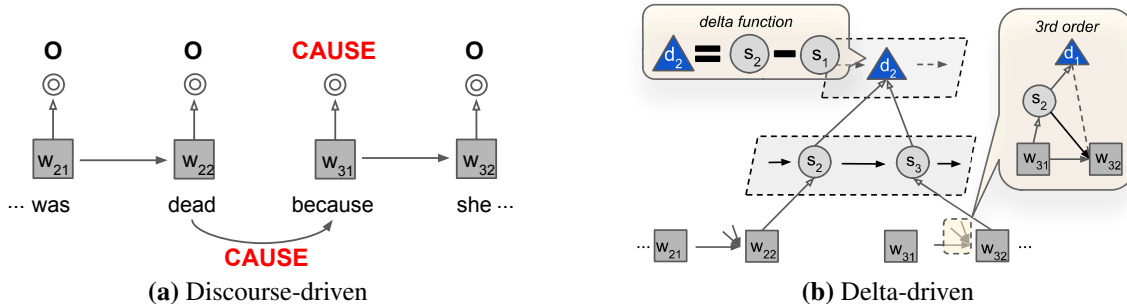 O O CAUSE O
w21 w22 w31 w32
... was dead because she ...
CAUSE
(a) Discourse-driven
delta function
d2 = s2 - s1
d2
3rd order
d1
s2
w31 w32
s2 s3
... w21 w22 w31 w32 ...
(b) Delta-driven